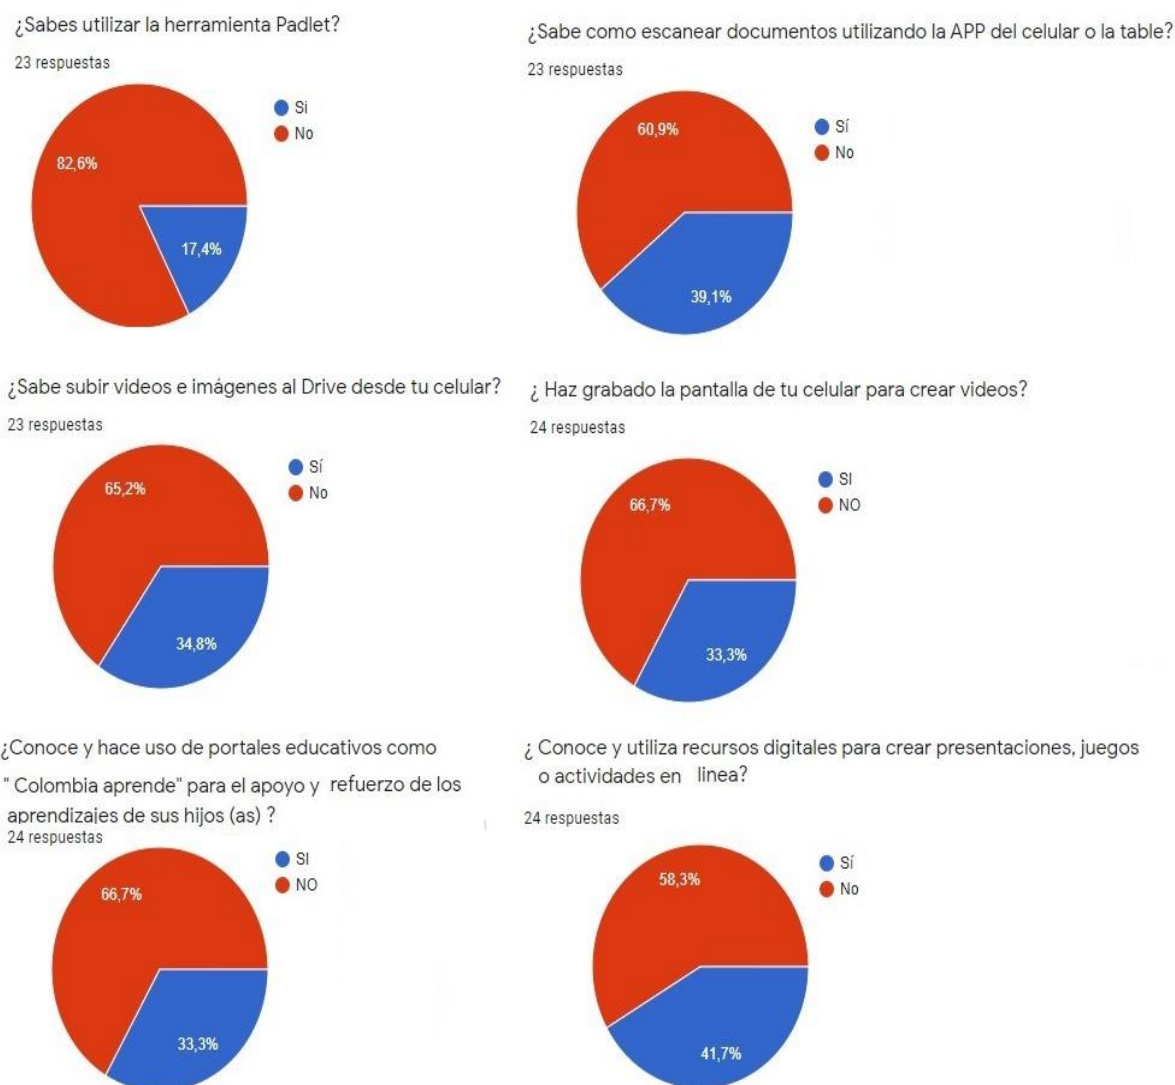 ¿Sabes utilizar la herramienta Padlet?
23 respuestas
Si
No
82,6%
17,4%
¿Sabe como escanear documentos utilizando la APP del celular o la table?
23 respuestas
Sí
No
60,9%
39,1%
¿Sabe subir videos e imágenes al Drive desde tu celular?
23 respuestas
Sí
No
65,2%
34,8%
¿ Haz grabado la pantalla de tu celular para crear videos?
24 respuestas
SI
NO
66,7%
33,3%
¿Conoce y hace uso de portales educativos como
" Colombia aprende" para el apoyo y refuerzo de los
aprendizajes de sus hijos (as) ?
24 respuestas
SI
NO
66,7%
33,3%
¿ Conoce y utiliza recursos digitales para crear presentaciones, juegos
o actividades en linea?
24 respuestas
Sí
No
58,3%
41,7%